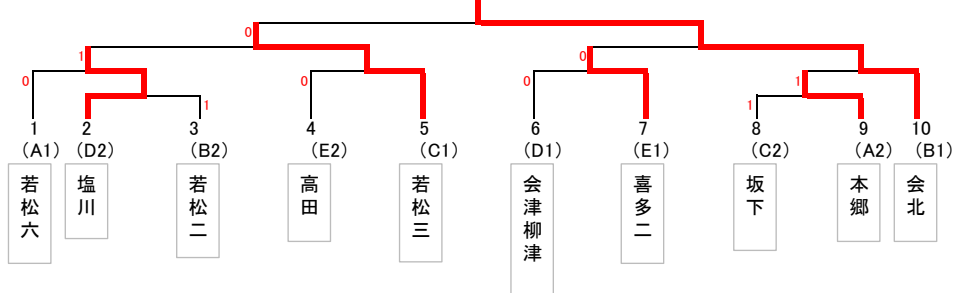 0
1 0
0 0 0 1
1 1
1 2 3 4 5 6 7 8 9 10
（A1） （D2） （B2） （E2） （C1） （D1） （E1） （C2） （A2） （B1）
若松六
塩川
若松二
高田
若松三
会津柳津
喜多二
坂下
本郷
会北